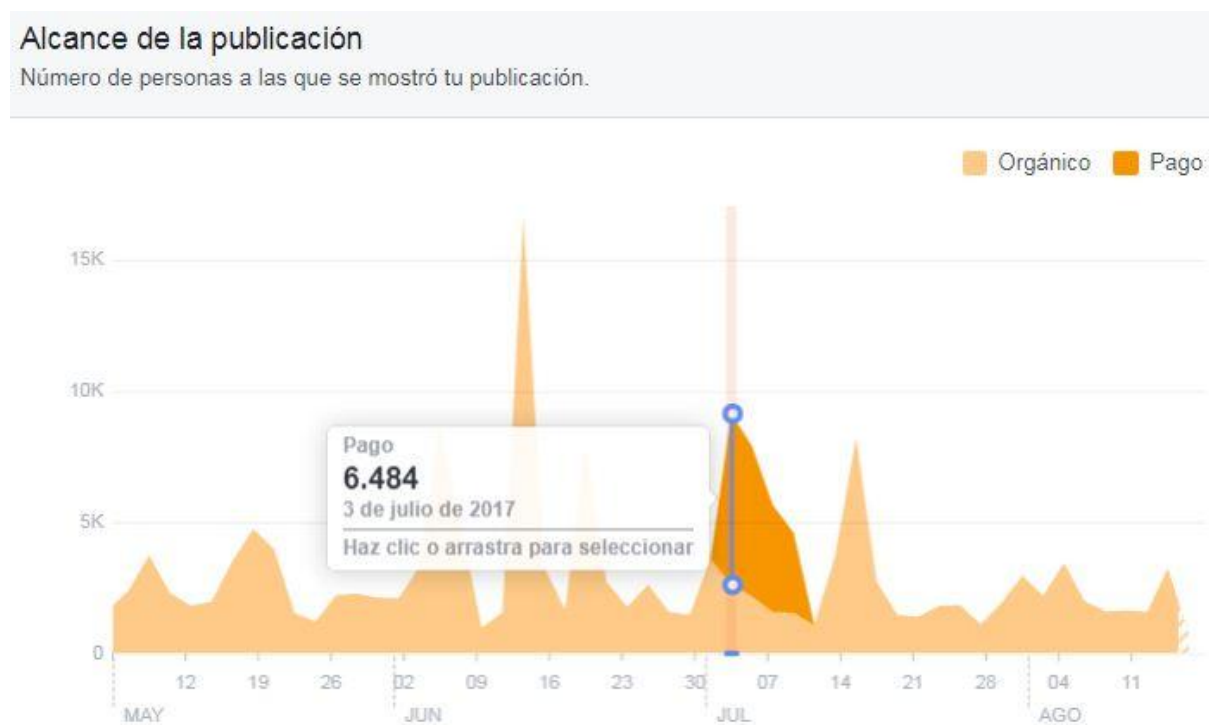 Alcance de la publicación
Número de personas a las que se mostró tu publicación.
Orgánico Pago
15K
10K
5K
0
Pago
6.484
3 de julio de 2017
Haz clic o arrastra para seleccionar
12 19 26 02 09 16 23 30 07 14 21 28 04 11
MAY JUN JUL AGO